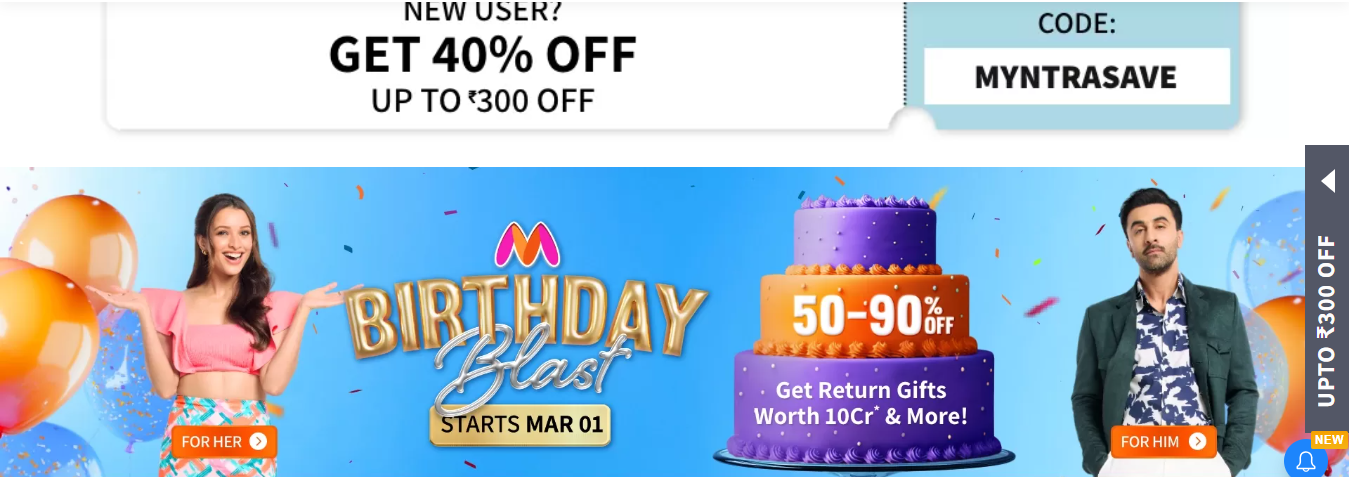 NEW USER?
GET 40% OFF
UP TO ₹300 OFF
CODE:
MYNTRASAVE
BIRTHDAY
Blast
STARTS MAR 01
50-90% OFF
Get Return Gifts
Worth 10Cr* & More!
FOR HER
FOR HIM
UPTO ₹300 OFF
NEW